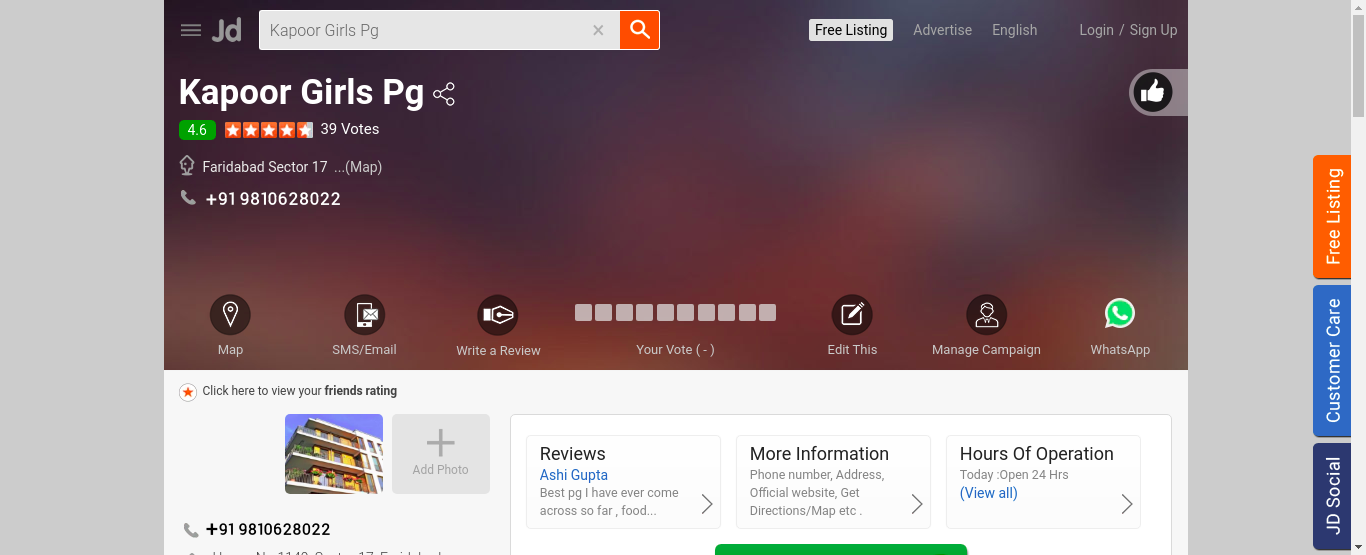 Jd
Kapoor Girls Pg
Free Listing
Advertise
English
Login / Sign Up
Kapoor Girls Pg
4.6
39 Votes
Faridabad Sector 17 ...(Map)
+91 9810628022
Map
SMS/Email
Write a Review
Your Vote ( - )
Edit This
Manage Campaign
WhatsApp
Click here to view your friends rating
Add Photo
Reviews
Ashi Gupta
Best pg I have ever come
across so far , food...
More Information
Phone number, Address,
Official website, Get
Directions/Map etc .
Hours Of Operation
Today :Open 24 Hrs
(View all)
+91 9810628022
Free Listing
Customer Care
JD Social